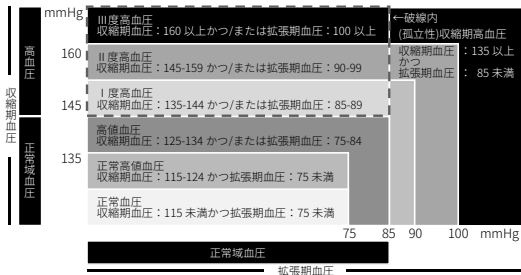 mmHg
Ⅲ度高血圧
収縮期血圧：160 以上かつ/または拡張期血圧：100 以上
←破線内
(孤立性)収縮期高血圧
収縮期血圧：135 以上
かつ
拡張期血圧： 85 未満
160
Ⅱ度高血圧
収縮期血圧：145-159 かつ/または拡張期血圧：90-99
高血圧
Ⅰ度高血圧
収縮期血圧：135-144 かつ/または拡張期血圧：85-89
145
収縮期血圧
高値血圧
収縮期血圧：125-134 かつ/または拡張期血圧：75-84
135
正常高値血圧
収縮期血圧：115-124 かつ拡張期血圧：75 未満
正常域血圧
正常血圧
収縮期血圧：115 未満かつ拡張期血圧：75 未満
75 85 90 100 mmHg
正常域血圧
拡張期血圧